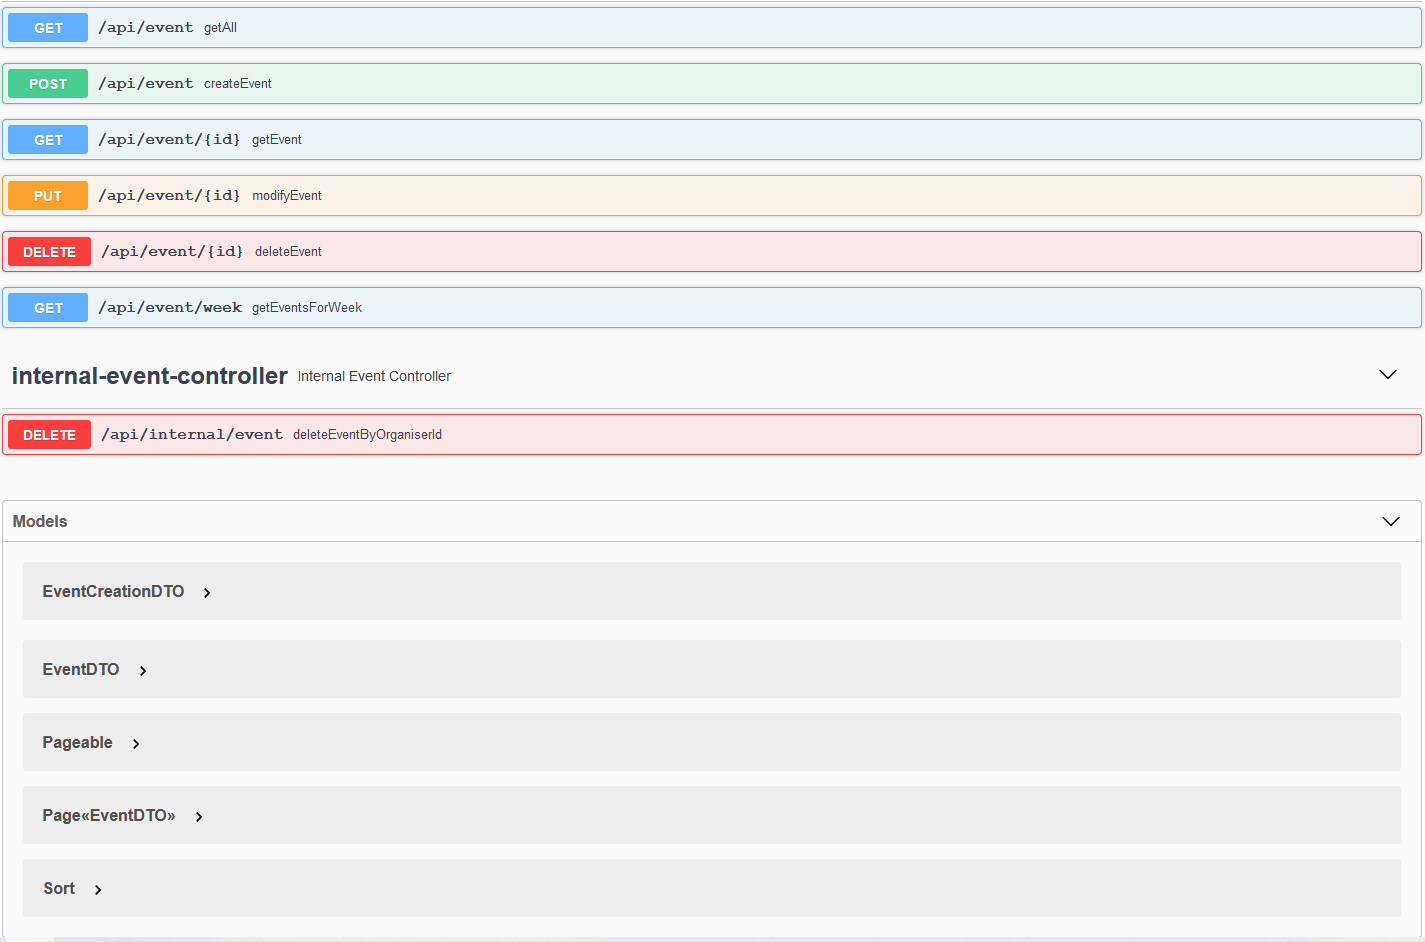 GET /api/event getAll
POST /api/event createEvent
GET /api/event/{id} getEvent
PUT /api/event/{id} modifyEvent
DELETE /api/event/{id} deleteEvent
GET /api/event/week getEventsForWeek
internal-event-controller Internal Event Controller
DELETE /api/internal/event deleteEventByOrganiserId
Models
EventCreationDTO
EventDTO
Pageable
Page«EventDTO»
Sort